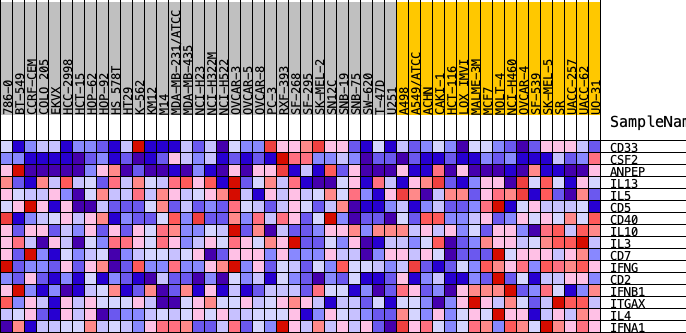 786-0
BT-549
CCRF-CEM
COLO 205
EKVX
HCC-2998
HCT-15
HOP-62
HOP-92
HS 578T
HT29
K-562
KM12
M14
MDA-MB-231/ATCC
MDA-MB-435
NCI-H23
NCI-H322M
NCI-H522
OVCAR-3
OVCAR-5
OVCAR-8
PC-3
RXF-393
SF-268
SF-295
SK-MEL-2
SN12C
SNB-19
SNB-75
SW-620
T-47D
U251
A498
A549/ATCC
ACHN
CAKI-1
HCT-116
LOX IMVI
MALME-3M
MCF7
MOLT-4
NCI-H460
OVCAR-4
SF-539
SK-MEL-5
SR
UACC-257
UACC-62
UO-31
SampleNam
CD33
CSF2
ANPEP
IL13
IL5
CD5
CD40
IL10
IL3
CD7
IFNG
CD2
IFNB1
ITGAX
IL4
IFNA1